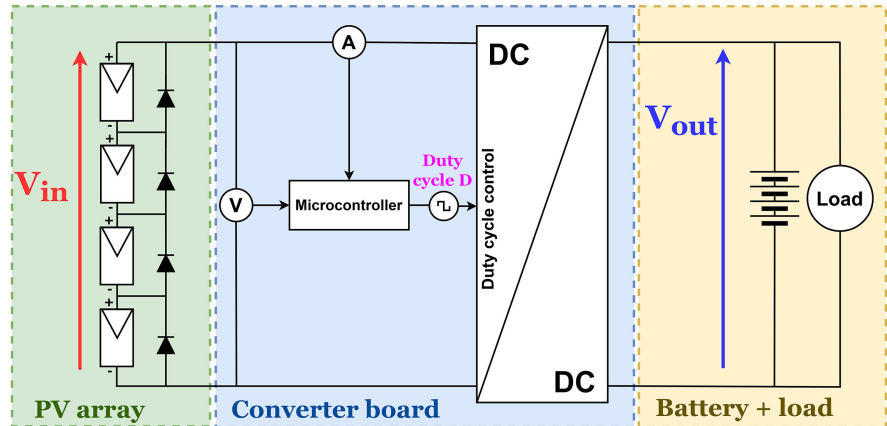 +
-
+
-
+
-
+
-
Vin
PV array
A
V
Microcontroller
Duty
cycle D
Duty cycle control
DC
DC
Converter board
Vout
Load
Battery + load